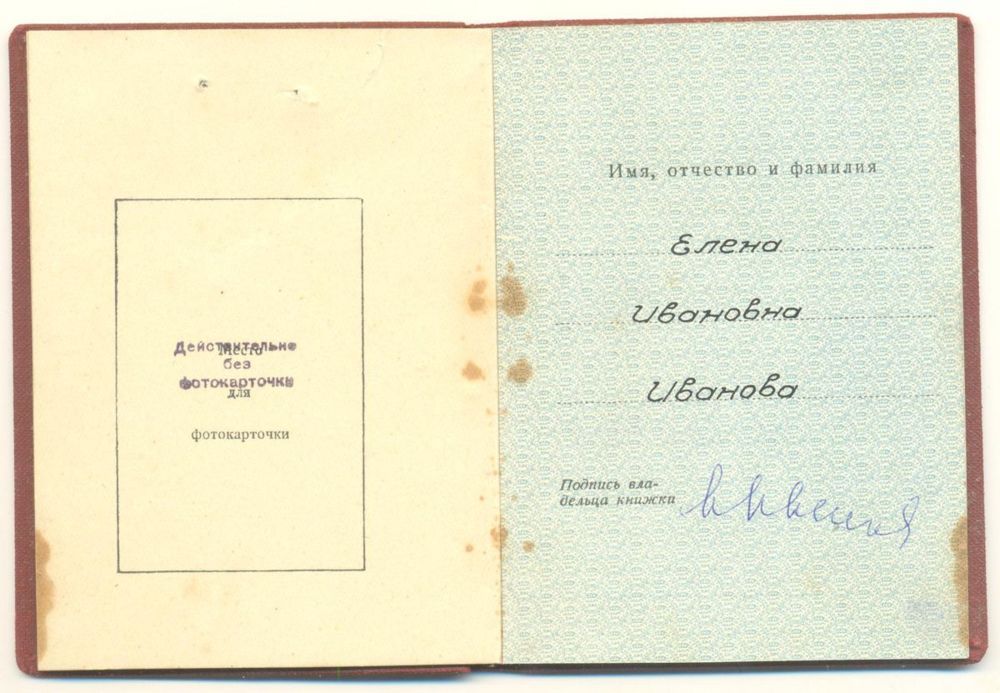 Действительно
Место
без
фотокарточки
для
фотокарточки
Имя, отчество и фамилия
Елена
Ивановна
Иванова
Подпись вла-
дельца книжки